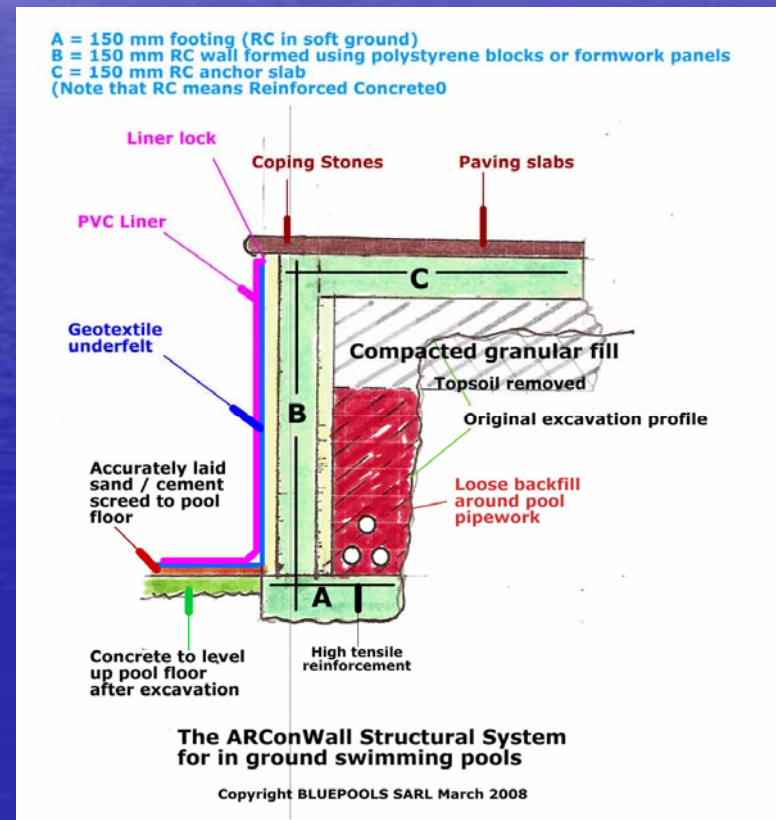 A = 150 mm footing (RC in soft ground)
B = 150 mm RC wall formed using polystyrene blocks or formwork panels
C = 150 mm RC anchor slab
(Note that RC means Reinforced Concrete0
Liner lock
Coping Stones
Paving slabs
PVC Liner
C
Geotextile
underfelt
Compacted granular fill
Topsoil removed
B
Original excavation profile
Accurately laid
sand / cement
screed to pool
floor
Loose backfill
around pool
pipework
A
High tensile
reinforcement
Concrete to level
up pool floor
after excavation
The ARConWall Structural System
for in ground swimming pools
Copyright BLUEPOOLS SARL March 2008